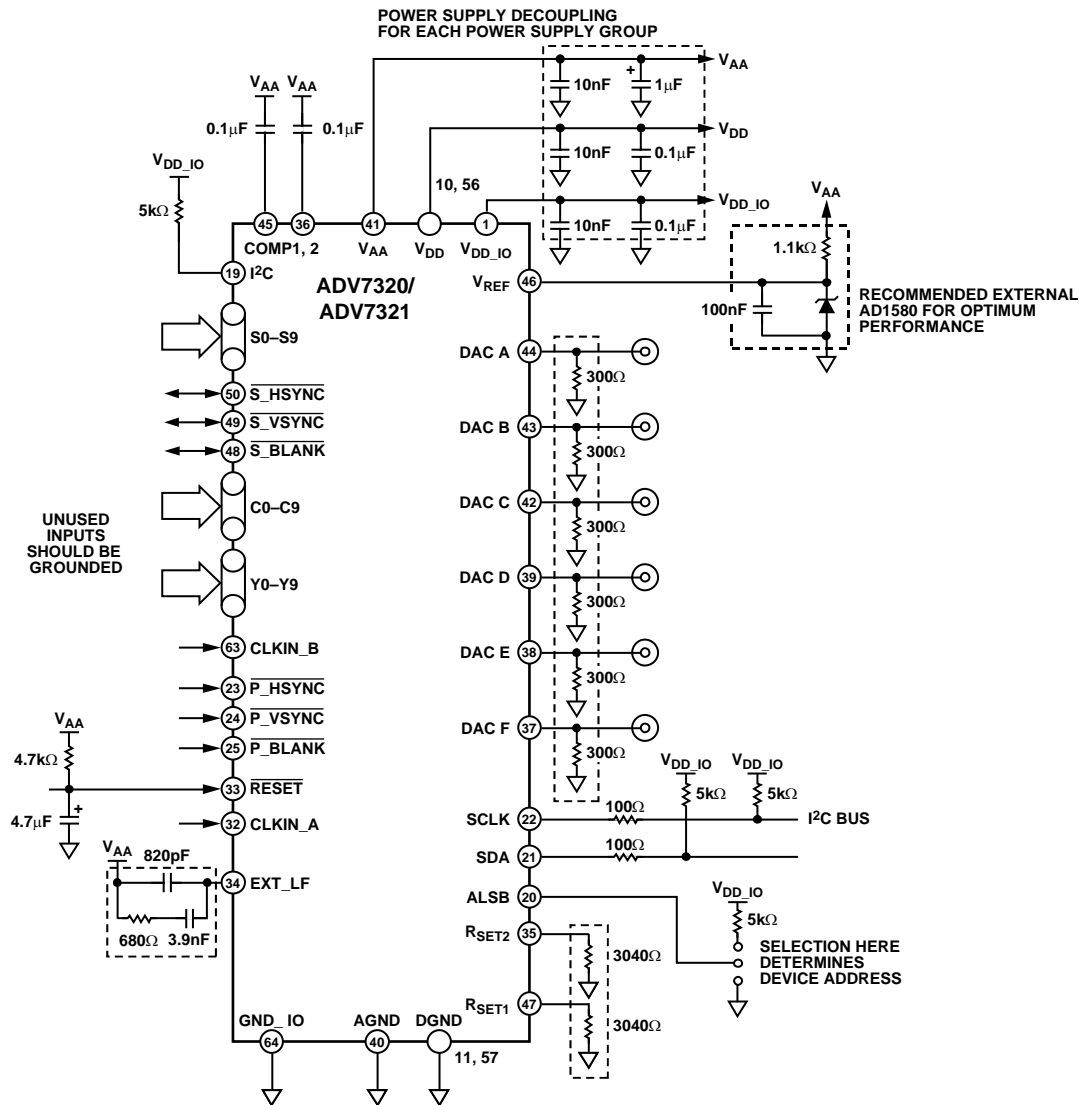 POWER SUPPLY DECOUPLING
FOR EACH POWER SUPPLY GROUP
VAA
10nF
+
1μF
VAA
VAA
0.1μF
0.1μF
VDD
10nF
0.1μF
VDD_IO
5kΩ
10, 56
VDD_IO
10nF
0.1μF
45
36
41
1
COMP1, 2
VAA
VDD
VDD_IO
19
I2C
ADV7320/
ADV7321
VREF
46
VAA
1.1kΩ
100nF
RECOMMENDED EXTERNAL
AD1580 FOR OPTIMUM
PERFORMANCE
S0–S9
DAC A
44
300Ω
50
S_HSYNC
49
S_VSYNC
48
S_BLANK
DAC B
43
300Ω
UNUSED
INPUTS
SHOULD BE
GROUNDED
C0–C9
DAC C
42
300Ω
Y0–Y9
DAC D
39
300Ω
63
CLKIN_B
DAC E
38
300Ω
23
P_HSYNC
24
P_VSYNC
25
P_BLANK
DAC F
37
300Ω
VAA
4.7kΩ
33
RESET
4.7μF
+
32
CLKIN_A
VDD_IO
5kΩ
VDD_IO
5kΩ
SCLK
22
100Ω
I2C BUS
SDA
21
100Ω
VAA
820pF
34
EXT_LF
680Ω
3.9nF
ALSB
20
VDD_IO
5kΩ
SELECTION HERE
DETERMINES
DEVICE ADDRESS
RSET2
35
3040Ω
RSET1
47
3040Ω
GND_ IO
AGND
DGND
64
40
11, 57